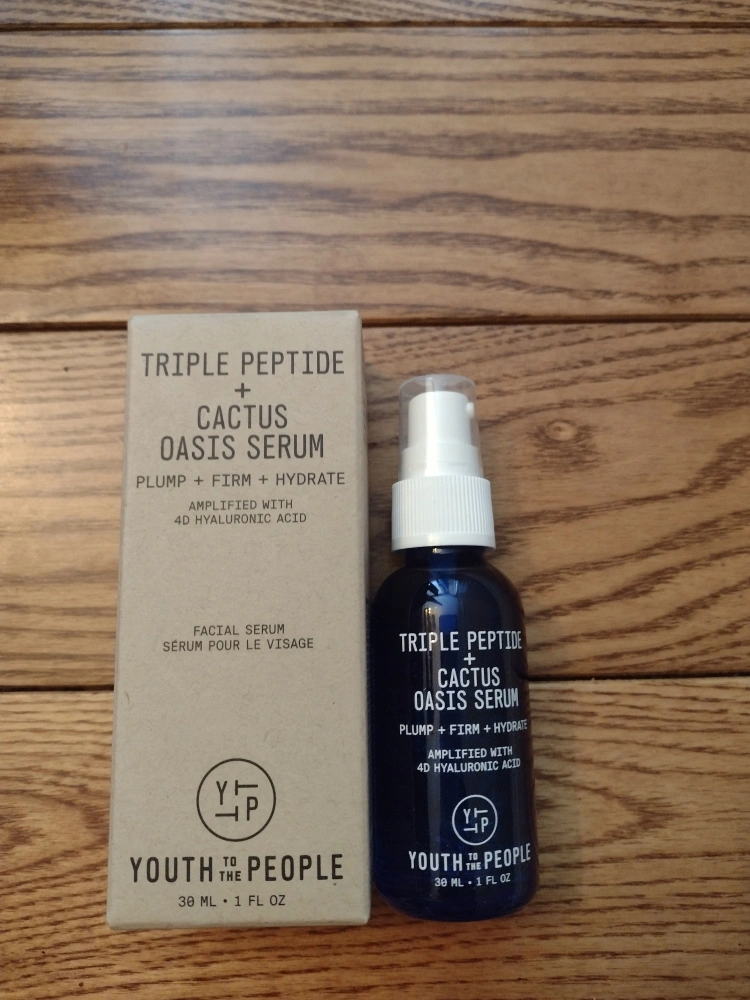 TRIPLE PEPTIDE
+
CACTUS
OASIS SERUM
PLUMP + FIRM + HYDRATE
AMPLIFIED WITH
4D HYALURONIC ACID
FACIAL SERUM
SÉRUM POUR LE VISAGE
YTTP
YOUTH TO THE PEOPLE
30 ML • 1 FL OZ
TRIPLE PEPTIDE
+
CACTUS
OASIS SERUM
PLUMP + FIRM + HYDRATE
AMPLIFIED WITH
4D HYALURONIC ACID
YTTP
YOUTH TO THE PEOPLE
30 ML • 1 FL OZ